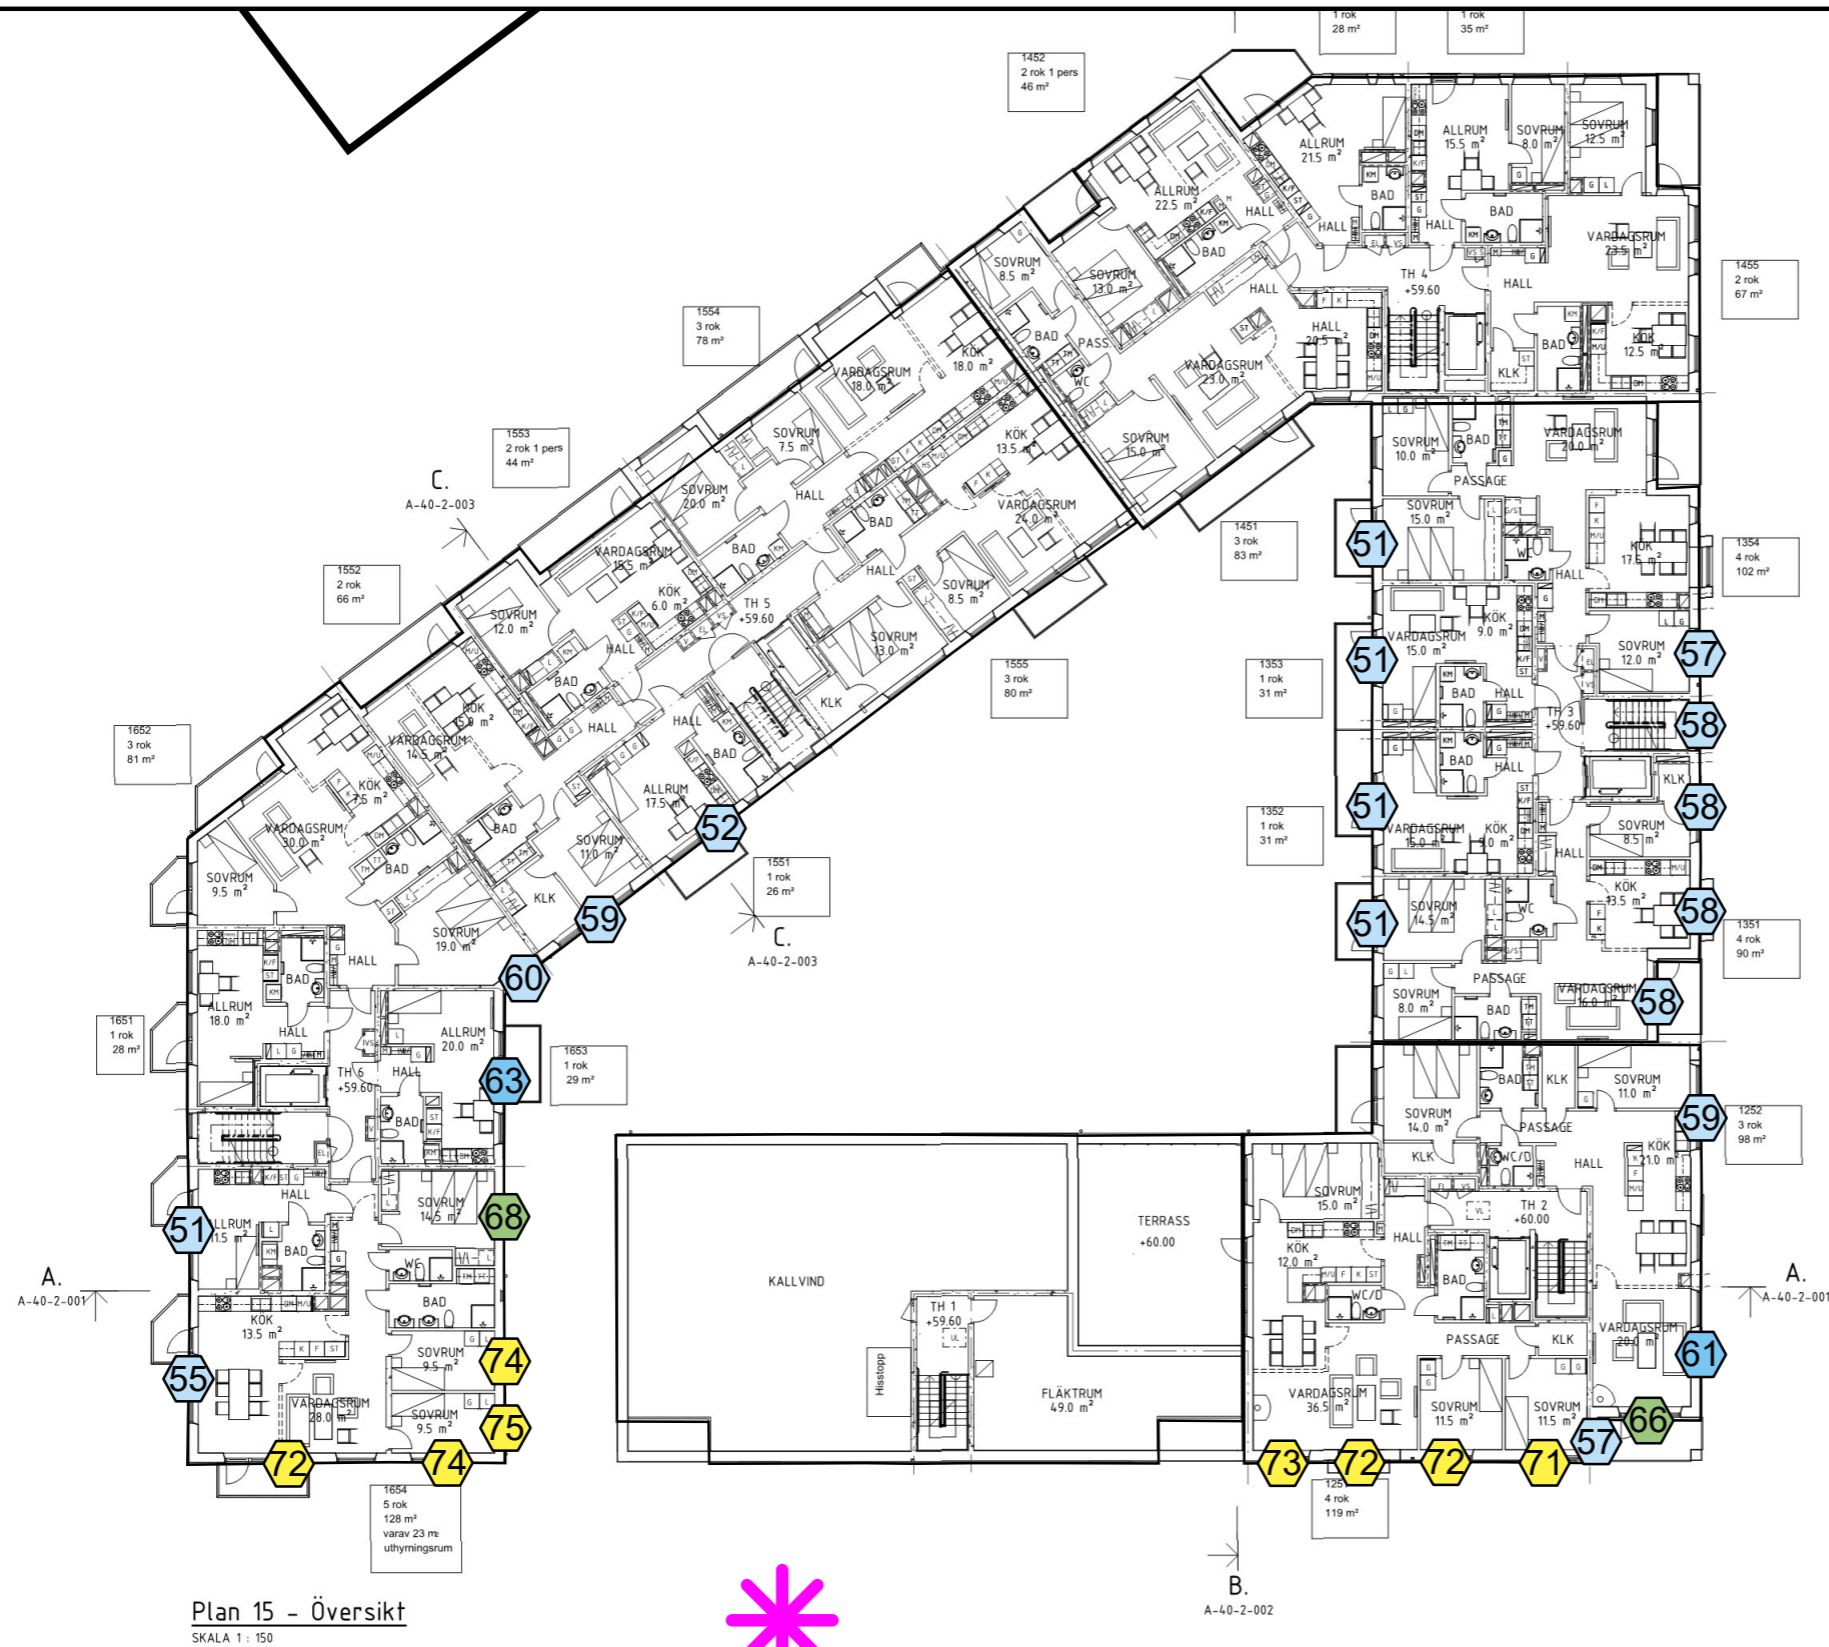 1 rok
28 m²
1 rok
35 m²
1452
2 rok 1 pers
46 m²
ALLRUM
21.5 m²
BAD
HALL
ALLRUM
15.5 m²
SOVRUM
8.0 m²
SOVRUM
12.5 m²
BAD
HALL
ALLRUM
22.5 m²
HALL
BAD
VARDAGSRUM
23.5 m²
1455
2 rok
67 m²
TH 4
+59.60
HALL
KÖK
12.5 m²
BAD
KLK
SOVRUM
8.5 m²
SOVRUM
13.0 m²
HALL
BAD
PASS.
WC
VARDAGSRUM
23.0 m²
HALL
20.5 m²
SOVRUM
15.0 m²
1451
3 rok
83 m²
1554
3 rok
78 m²
KÖK
18.0 m²
VARDAGSRUM
18.0 m²
SOVRUM
7.5 m²
SOVRUM
20.0 m²
HALL
BAD
1553
2 rok 1 pers
44 m²
KÖK
13.5 m²
VARDAGSRUM
24.0 m²
BAD
HALL
SOVRUM
8.5 m²
SOVRUM
13.0 m²
KLK
1555
3 rok
80 m²
C.
A-40-2-003
1552
2 rok
66 m²
VARDAGSRUM
15.5 m²
KÖK
6.0 m²
SOVRUM
12.0 m²
HALL
BAD
TH 5
+59.60
HALL
BAD
ALLRUM
17.5 m²
52
1551
1 rok
26 m²
C.
A-40-2-003
KÖK
15.0 m²
VARDAGSRUM
14.5 m²
HALL
BAD
SOVRUM
11.0 m²
KLK
59
60
1652
3 rok
81 m²
KÖK
7.5 m²
VARDAGSRUM
30.0 m²
BAD
SOVRUM
9.5 m²
SOVRUM
19.0 m²
HALL
1651
1 rok
28 m²
BAD
ALLRUM
18.0 m²
HALL
TH 6
+59.60
ALLRUM
20.0 m²
HALL
BAD
63
1653
1 rok
29 m²
51
HALL
ALLRUM
11.5 m²
BAD
SOVRUM
14.5 m²
68
WC
BAD
A.
A-40-2-001
KÖK
13.5 m²
55
SOVRUM
9.5 m²
74
VARDAGSRUM
28.0 m²
SOVRUM
9.5 m²
75
72
74
1654
5 rok
128 m²
varav 23 m²
uthyrningsrum
SOVRUM
10.0 m²
BAD
VARDAGSRUM
20.0 m²
PASSAGE
51
SOVRUM
15.0 m²
WC
HALL
KÖK
17.5 m²
1354
4 rok
102 m²
51
KÖK
9.0 m²
VARDAGSRUM
15.0 m²
BAD
HALL
SOVRUM
12.0 m²
57
1353
1 rok
31 m²
TH 3
+59.60
58
BAD
HALL
KLK
51
VARDAGSRUM
15.0 m²
KÖK
9.0 m²
HALL
SOVRUM
8.5 m²
58
1352
1 rok
31 m²
51
SOVRUM
14.5 m²
WC
KÖK
13.5 m²
58
1351
4 rok
90 m²
PASSAGE
SOVRUM
8.0 m²
BAD
VARDAGSRUM
16.0 m²
58
BAD
KLK
SOVRUM
11.0 m²
59
SOVRUM
14.0 m²
PASSAGE
1252
3 rok
98 m²
KLK
WC/D
HALL
KÖK
21.0 m²
SOVRUM
15.0 m²
TH 2
+60.00
HALL
KÖK
12.0 m²
WC/D
BAD
PASSAGE
KLK
VARDAGSRUM
20.0 m²
61
VARDAGSRUM
36.5 m²
SOVRUM
11.5 m²
SOVRUM
11.5 m²
66
57
73
72
72
71
4 rok
119 m²
A.
A-40-2-001
TERRASS
+60.00
KALLVIND
TH 1
+59.60
UL
Hisstopp
FLÄKTRUM
49.0 m²
B.
A-40-2-002
Plan 15 - Översikt
SKALA 1 : 150